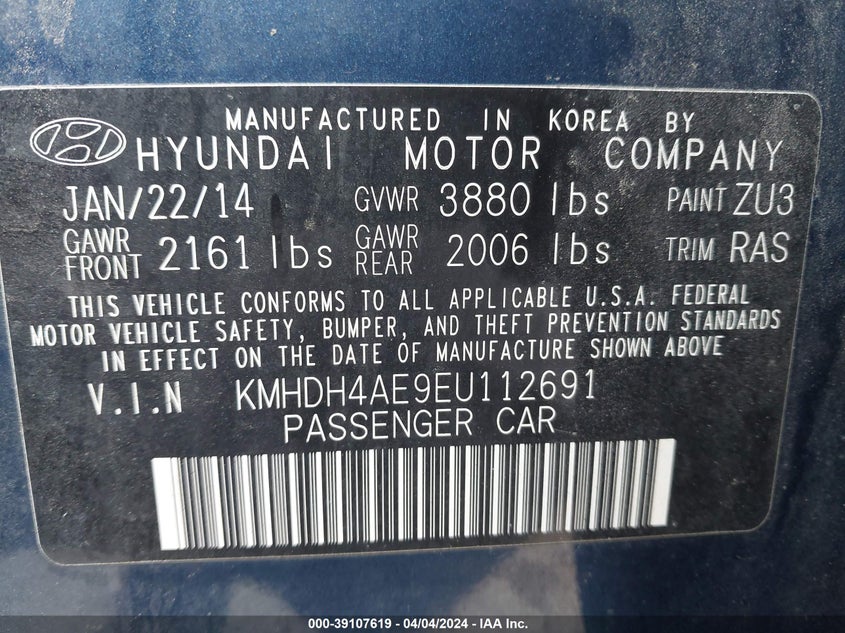 MANUFACTURED IN KOREA BY
HYUNDAI MOTOR COMPANY
JAN/22/14 GVWR 3880 lbs PAINT ZU3
GAWR FRONT 2161 lbs GAWR REAR 2006 lbs TRIM RAS
THIS VEHICLE CONFORMS TO ALL APPLICABLE U.S.A. FEDERAL
MOTOR VEHICLE SAFETY, BUMPER, AND THEFT PREVENTION STANDARDS
IN EFFECT ON THE DATE OF MANUFACTURE SHOWN ABOVE
V.I.N KMHDH4AE9EU112691
PASSENGER CAR
000-39107619 - 04/04/2024 - IAA Inc.